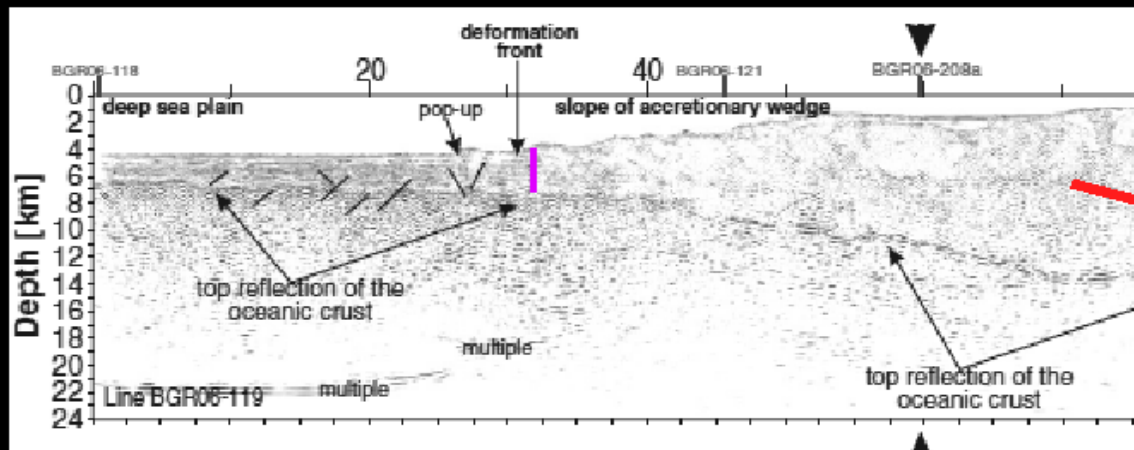 deformation
front
BGR06-118
20
40
BGR06-121
BGR06-208a
0
deep sea plain
pop-up
slope of accretionary wedge
2
4
6
8
10
12
14
16
18
20
22
24
Depth [km]
top reflection of the
oceanic crust
multiple
multiple
top reflection of the
oceanic crust
Line BGR06-119